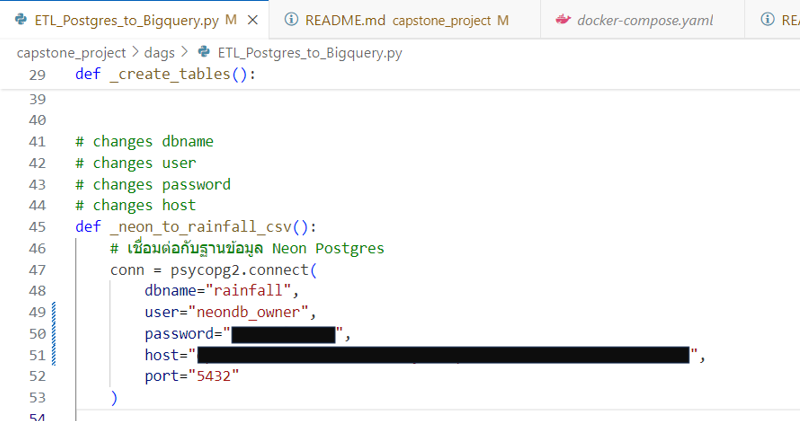 ETL_Postgres_to_Bigquery.py M README.md capstone_project M docker-compose.yaml REA
capstone_project > dags > ETL_Postgres_to_Bigquery.py
29 def _create_tables():
39
40
41 # changes dbname
42 # changes user
43 # changes password
44 # changes host
45 def _neon_to_rainfall_csv():
46 # เชื่อมต่อกับฐานข้อมูล Neon Postgres
47 conn = psycopg2.connect(
48 dbname="rainfall",
49 user="neondb_owner",
50 password="",
51 host="",
52 port="5432"
53 )
54